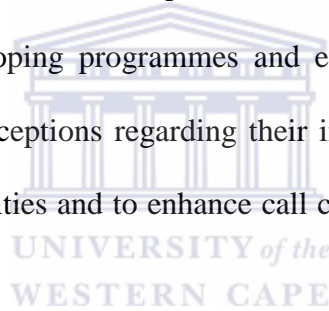 oping programmes and e
ceptions regarding their i
ties and to enhance call c
UNIVERSITY of the
WESTERN CAPE